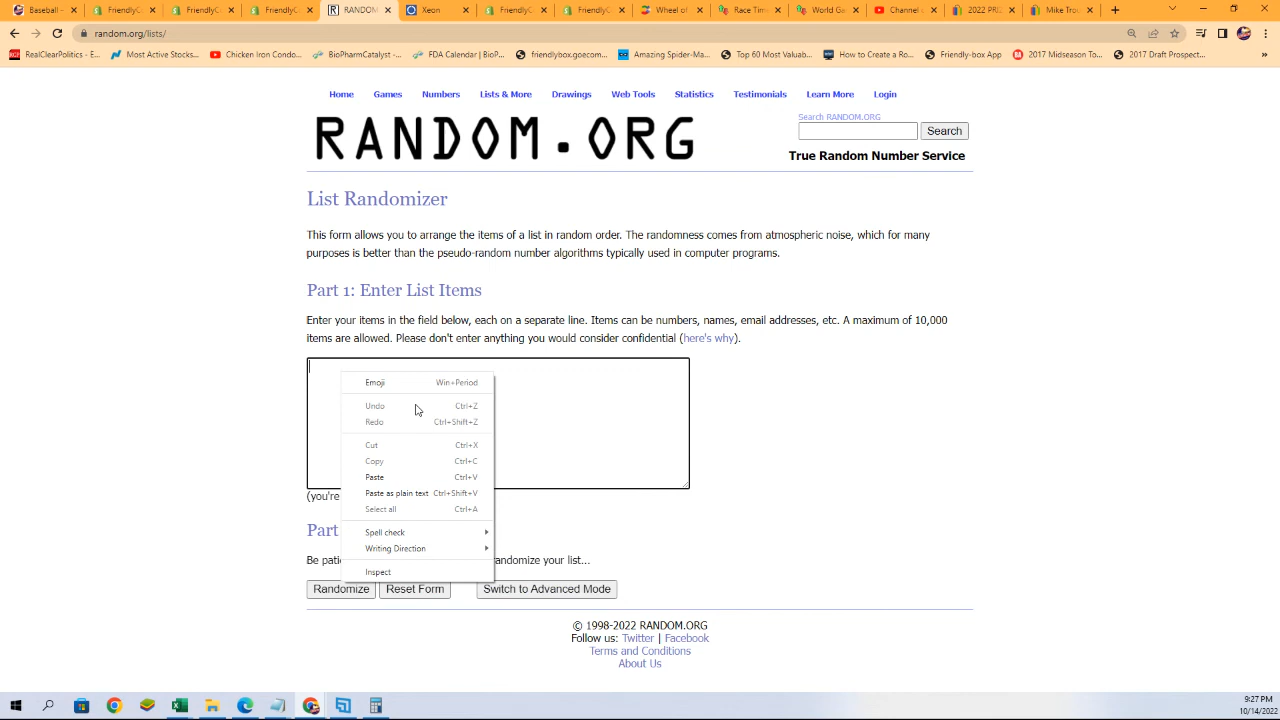 Baseball -
FriendlyCo
FriendlyCo
FriendlyCo
RANDOM
Xeon
FriendlyCo
FriendlyCo
Wheel of
Race Time
World Ga
Channel c
2022 PRO
Mike Trou
random.org/lists/
RealClearPolitics - E...
Most Active Stocks...
Chicken Iron Condo...
BioPharmCatalyst -...
FDA Calendar | BioP...
friendlybox.goecom...
Amazing Spider-Ma...
Top 60 Most Valuab...
How to Create a Ro...
Friendly-box App
2017 Midseason To...
2017 Draft Prospect...
»
Home Games Numbers Lists & More Drawings Web Tools Statistics Testimonials Learn More Login
RANDOM.ORG
Search RANDOM.ORG
Search
True Random Number Service
List Randomizer
This form allows you to arrange the items of a list in random order. The randomness comes from atmospheric noise, which for many
purposes is better than the pseudo-random number algorithms typically used in computer programs.
Part 1: Enter List Items
Enter your items in the field below, each on a separate line. Items can be numbers, names, email addresses, etc. A maximum of 10,000
items are allowed. Please don't enter anything you would consider confidential (here's why).
Emoji Win+Period
Undo Ctrl+Z
Redo Ctrl+Shift+Z
Cut Ctrl+X
Copy Ctrl+C
Paste Ctrl+V
Paste as plain text Ctrl+Shift+V
Select all Ctrl+A
Spell check
Writing Direction
Inspect
(you're
Part
Be pati
andomize your list...
Randomize Reset Form Switch to Advanced Mode
© 1998-2022 RANDOM.ORG
Follow us: Twitter | Facebook
Terms and Conditions
About Us
9:27 PM
10/14/2022